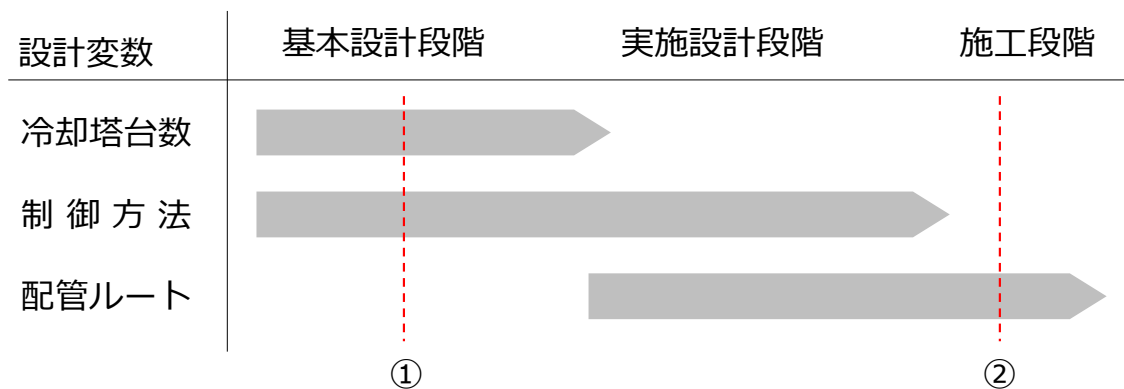 設計変数 基本設計段階 実施設計段階 施工段階
冷却塔台数
制御方法
配管ルート
① ②